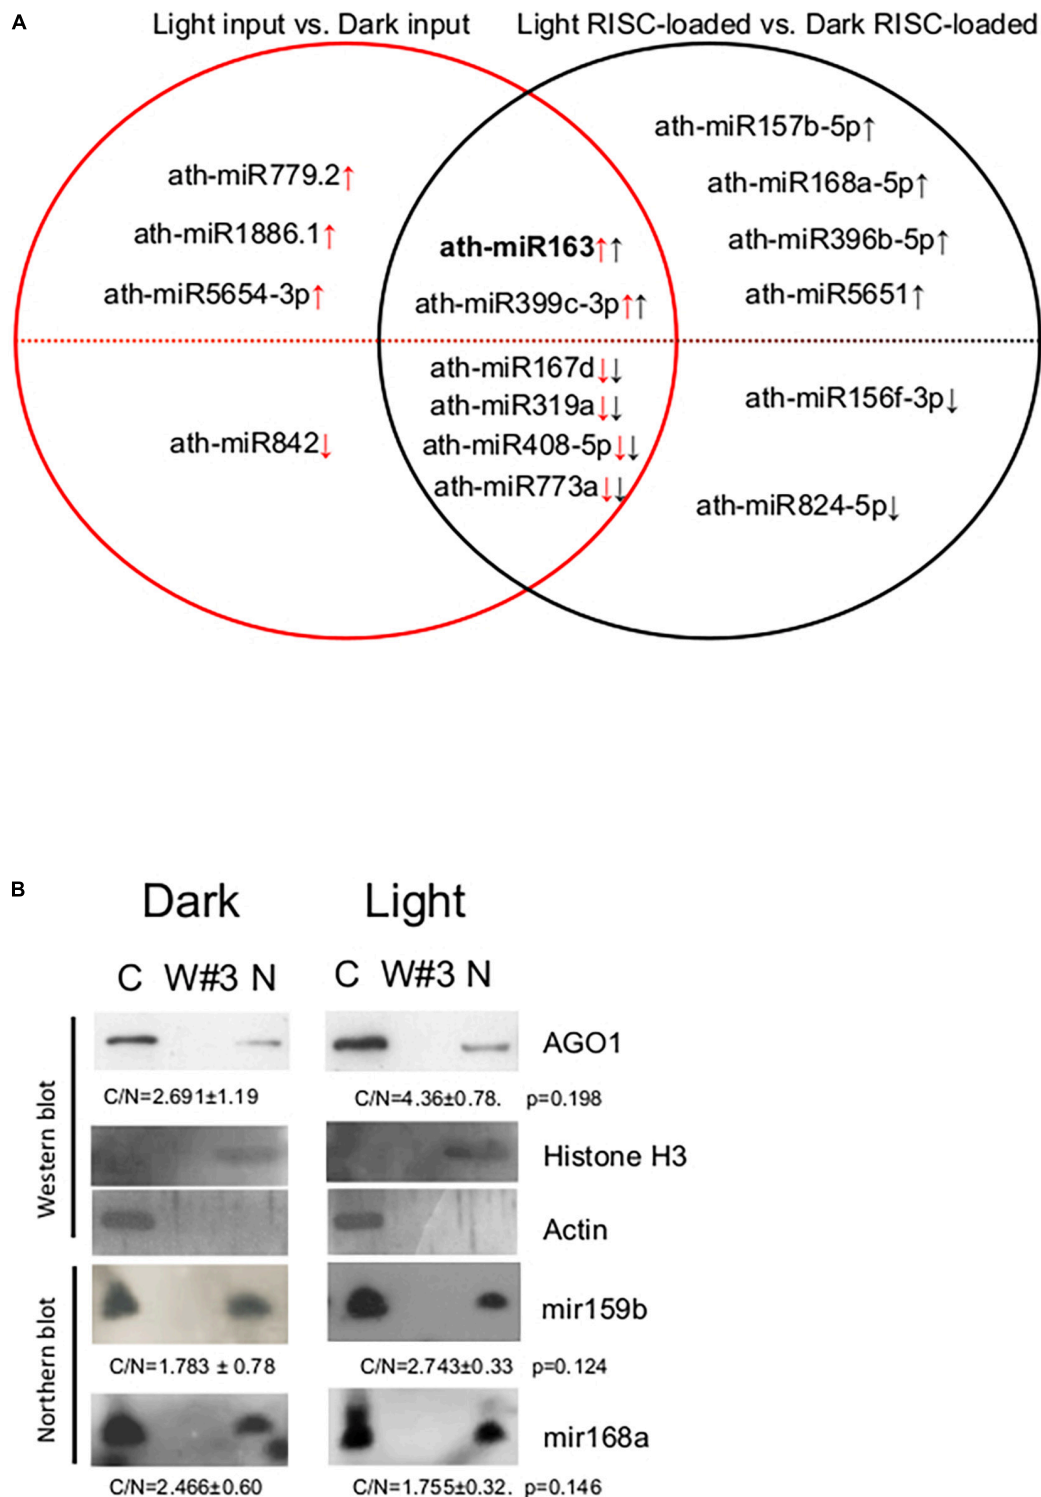 A
Light input vs. Dark input
Light RISC-loaded vs. Dark RISC-loaded
ath-miR779.2↑
ath-miR1886.1↑
ath-miR5654-3p↑
ath-miR842↓
ath-miR163↑↑
ath-miR399c-3p↑↑
ath-miR167d↓↓
ath-miR319a↓↓
ath-miR408-5p↓↓
ath-miR773a↓↓
ath-miR157b-5p↑
ath-miR168a-5p↑
ath-miR396b-5p↑
ath-miR5651↑
ath-miR156f-3p↓
ath-miR824-5p↓
B
Dark
Light
C W#3 N
C W#3 N
Western blot
AGO1
C/N=2.691±1.19
C/N=4.36±0.78. p=0.198
Histone H3
Actin
Northern blot
mir159b
C/N=1.783 ± 0.78
C/N=2.743±0.33 p=0.124
mir168a
C/N=2.466±0.60
C/N=1.755±0.32. p=0.146